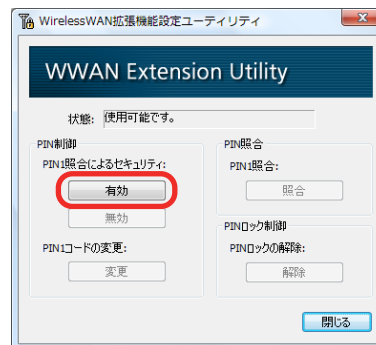 WirelessWAN拡張機能設定ユーティリティ
WWAN Extension Utility
状態: 使用可能です。
PIN制御
PIN1照合によるセキュリティ:
有効
無効
PIN1コードの変更:
変更
PIN照合
PIN1照合:
照合
PINロック制御
PINロックの解除:
解除
閉じる